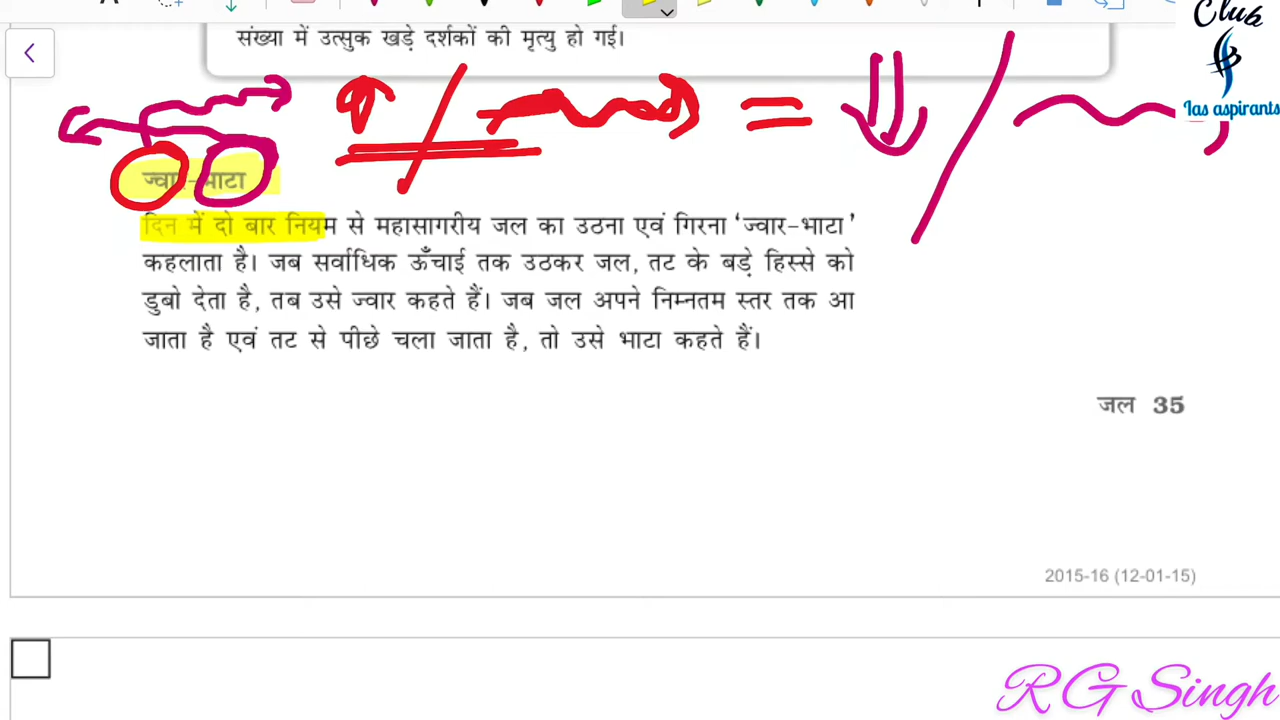 Club
संख्या में उत्सुक खड़े दर्शकों की मृत्यु हो गई।
Ias aspirants
ज्वार-भाटा
दिन में दो बार नियम से महासागरीय जल का उठना एवं गिरना ‘ज्वार-भाटा’
कहलाता है। जब सर्वाधिक ऊँचाई तक उठकर जल, तट के बड़े हिस्से को
डुबो देता है, तब उसे ज्वार कहते हैं। जब जल अपने निम्नतम स्तर तक आ
जाता है एवं तट से पीछे चला जाता है, तो उसे भाटा कहते हैं।
जल 35
2015-16 (12-01-15)
RG Singh